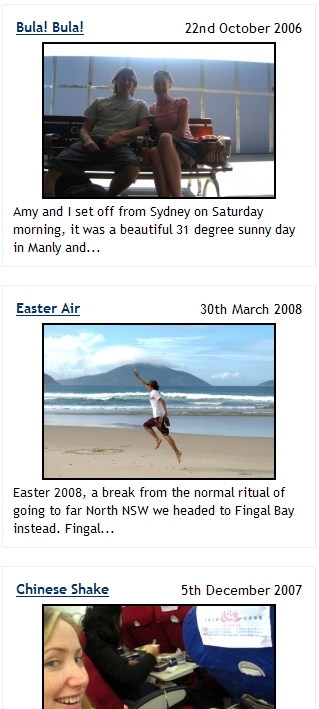 Bula! Bula! 22nd October 2006
Amy and I set off from Sydney on Saturday
morning, it was a beautiful 31 degree sunny day
in Manly and...
Easter Air 30th March 2008
Easter 2008, a break from the normal ritual of
going to far North NSW we headed to Fingal Bay
instead. Fingal...
Chinese Shake 5th December 2007